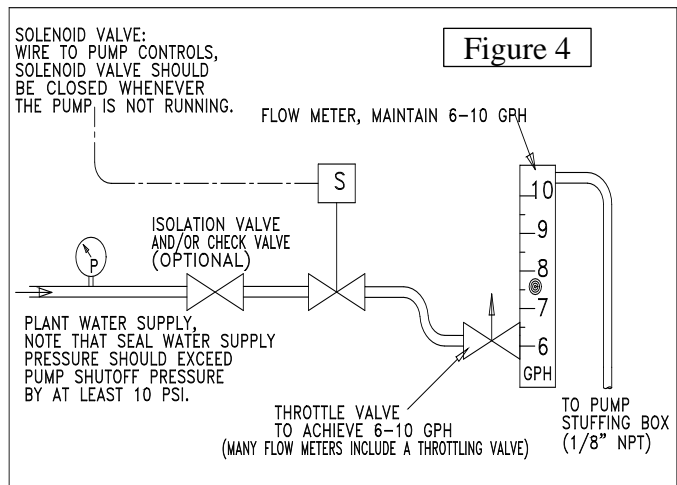 SOLENOID VALVE:
WIRE TO PUMP CONTROLS,
SOLENOID VALVE SHOULD
BE CLOSED WHENEVER
THE PUMP IS NOT RUNNING.
Figure 4
FLOW METER, MAINTAIN 6-10 GPH
S
10
9
8
7
6
GPH
ISOLATION VALVE
AND/OR CHECK VALVE
(OPTIONAL)
P
PLANT WATER SUPPLY,
NOTE THAT SEAL WATER SUPPLY
PRESSURE SHOULD EXCEED
PUMP SHUTOFF PRESSURE
BY AT LEAST 10 PSI.
THROTTLE VALVE
TO ACHIEVE 6-10 GPH
(MANY FLOW METERS INCLUDE A THROTTLING VALVE)
TO PUMP
STUFFING BOX
(1/8" NPT)